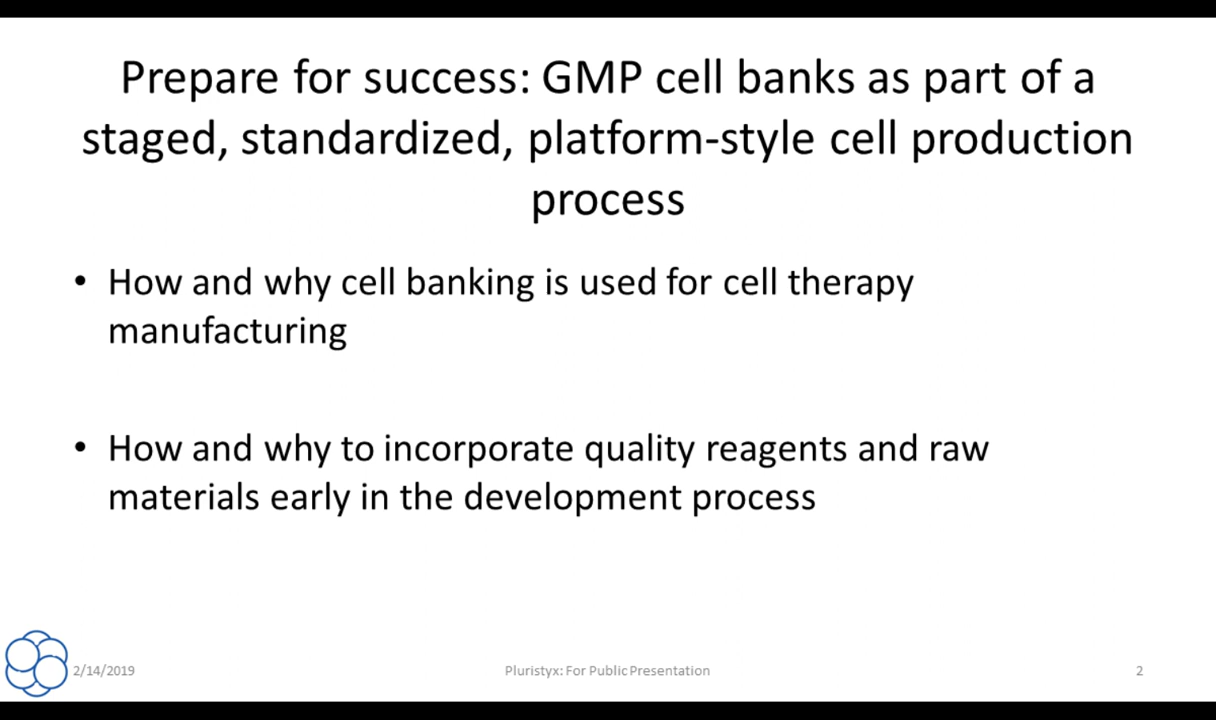 Prepare for success: GMP cell banks as part of a
staged, standardized, platform-style cell production
process
• How and why cell banking is used for cell therapy
manufacturing
• How and why to incorporate quality reagents and raw
materials early in the development process
2/14/2019
Pluristyx: For Public Presentation
2